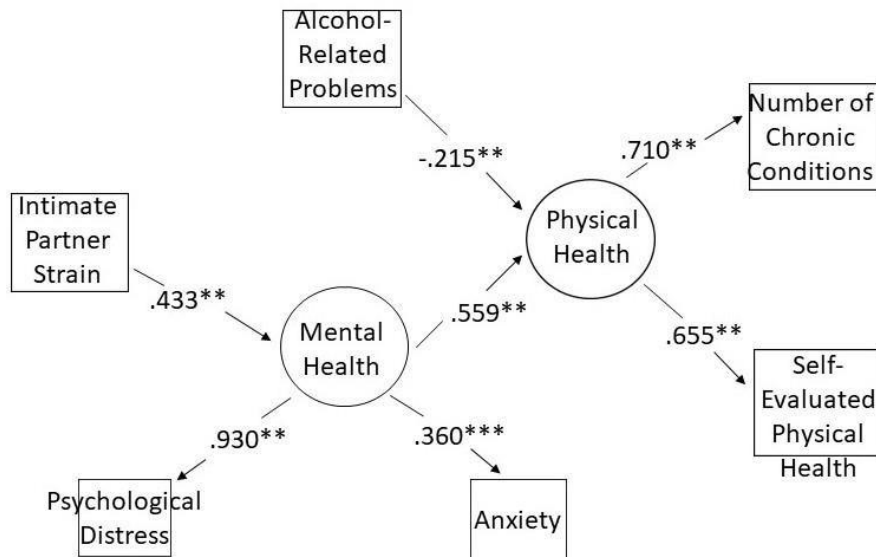 Alcohol-
Related
Problems
Number of
Chronic
Conditions
.710**
-.215**
Intimate
Partner
Strain
Physical
Health
.433**
.559**
Mental
Health
.655**
Self-
Evaluated
Physical
Health
.930**
.360***
Psychological
Distress
Anxiety